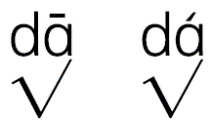 dā dá
√ √